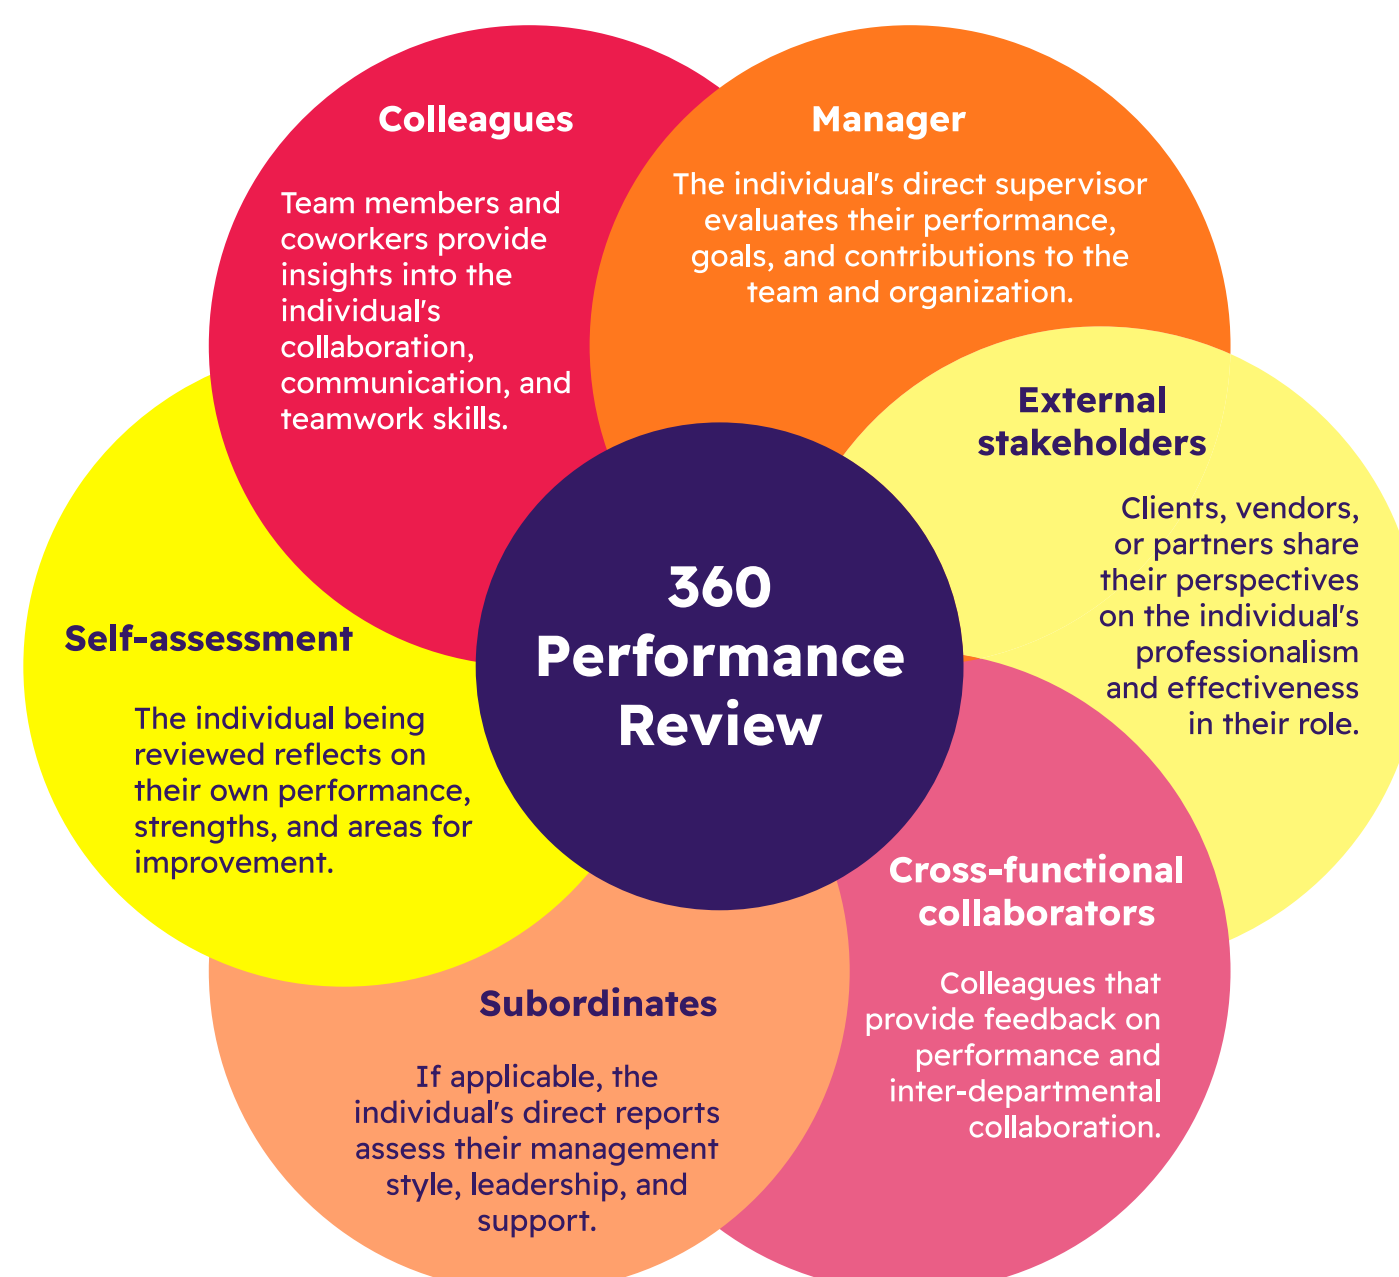 Colleagues
Team members and
coworkers provide
insights into the
individual's
collaboration,
communication, and
teamwork skills.
Manager
The individual's direct supervisor
evaluates their performance,
goals, and contributions to the
team and organization.
External
stakeholders
Clients, vendors,
or partners share
their perspectives
on the individual's
professionalism
and effectiveness
in their role.
360
Performance
Review
Self-assessment
The individual being
reviewed reflects on
their own performance,
strengths, and areas for
improvement.
Cross-functional
collaborators
Colleagues that
provide feedback on
performance and
inter-departmental
collaboration.
Subordinates
If applicable, the
individual's direct reports
assess their management
style, leadership, and
support.